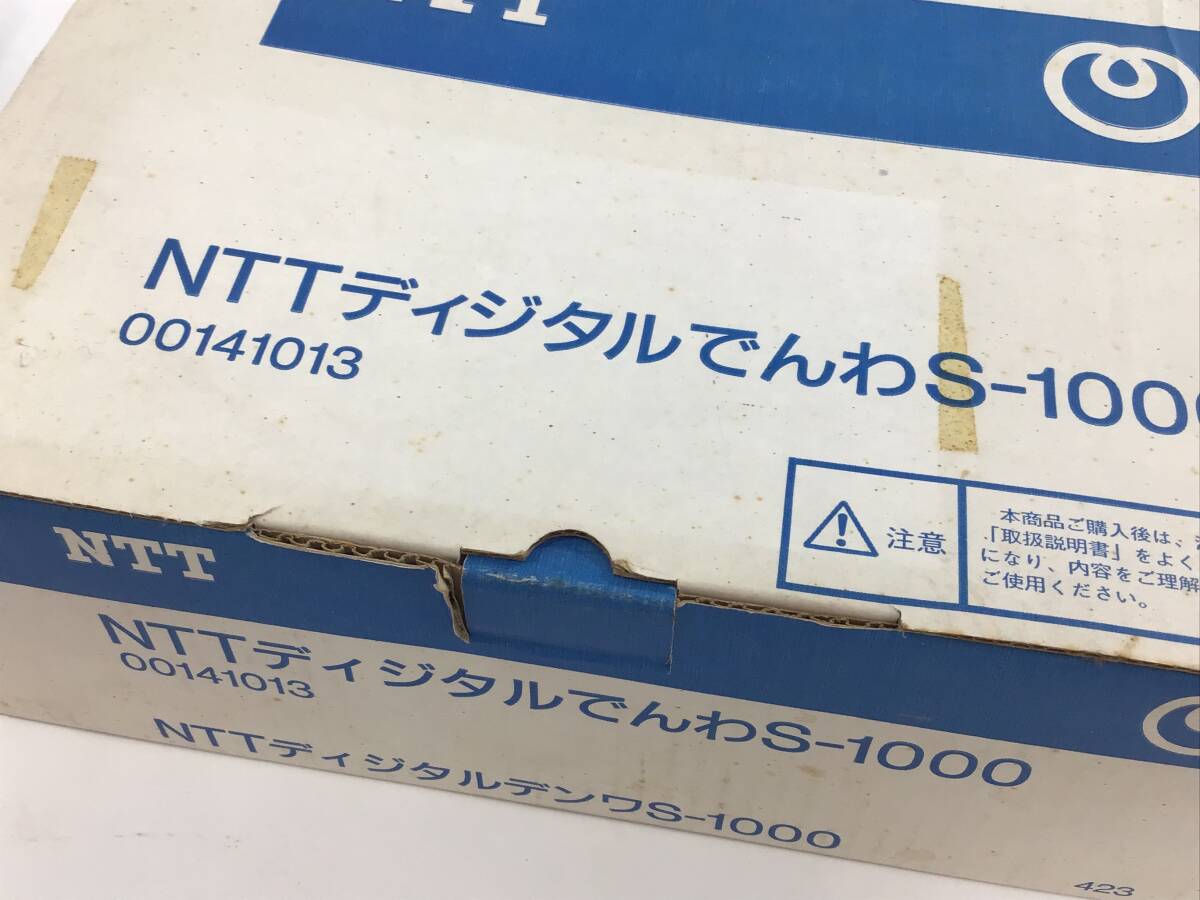 NTT
NTTディジタルでんわS-1000
00141013
注意
本商品ご購入後は、
「取扱説明書」をよく
になり、内容をご理解
ご使用ください。
NTT
NTTディジタルでんわS-1000
00141013
NTTディジタルデンワS-1000
423